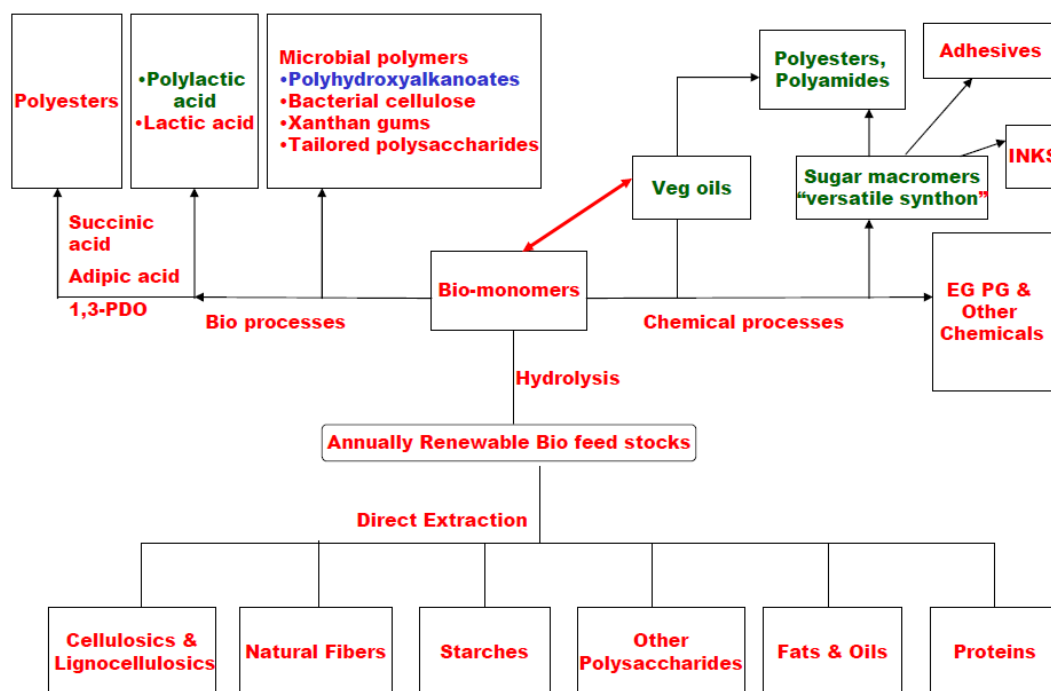 Polyesters
•Polylactic
acid
•Lactic acid
Microbial polymers
•Polyhydroxyalkanoates
•Bacterial cellulose
•Xanthan gums
•Tailored polysaccharides
Polyesters,
Polyamides
Adhesives
INKS
Veg oils
Sugar macromers
“versatile synthon”
Succinic
acid
Adipic acid
1,3-PDO
Bio processes
Bio-monomers
Chemical processes
EG PG &
Other
Chemicals
Hydrolysis
Annually Renewable Bio feed stocks
Direct Extraction
Cellulosics &
Lignocellulosics
Natural Fibers
Starches
Other
Polysaccharides
Fats & Oils
Proteins